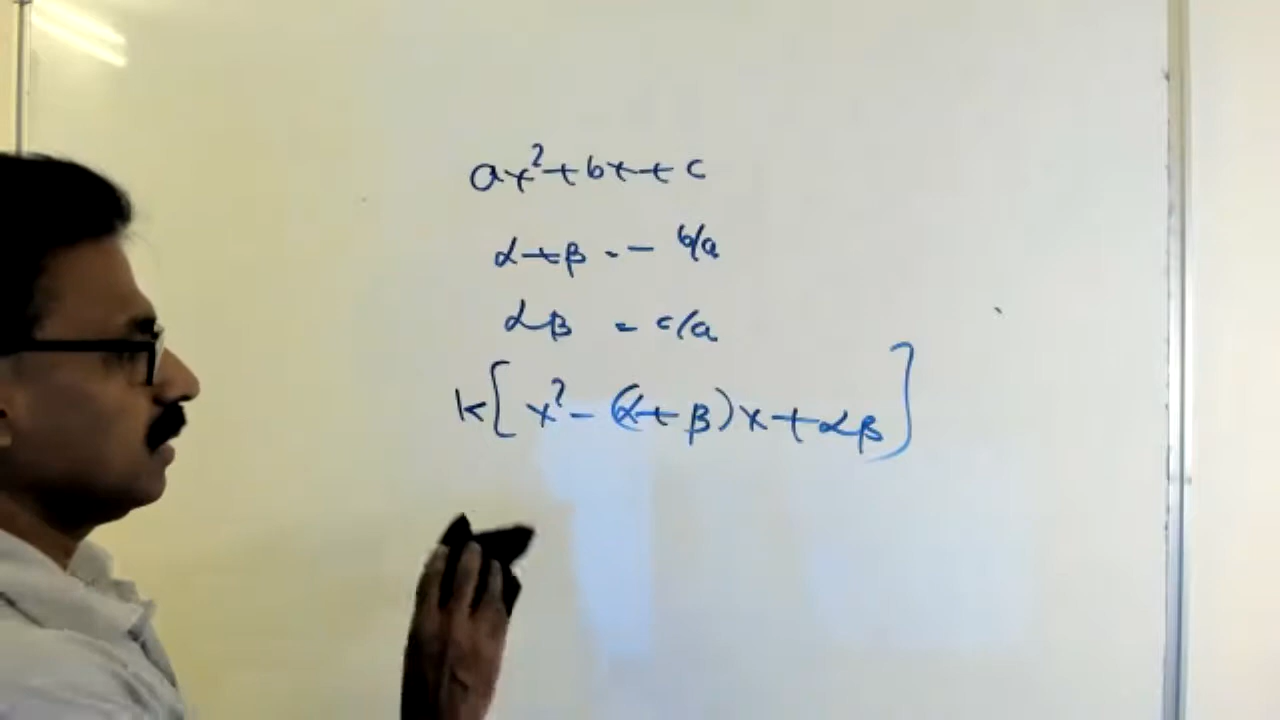 ax²+bx+c
α+β = - b/a
αβ = c/a
k[x² - (α+β)x + αβ]